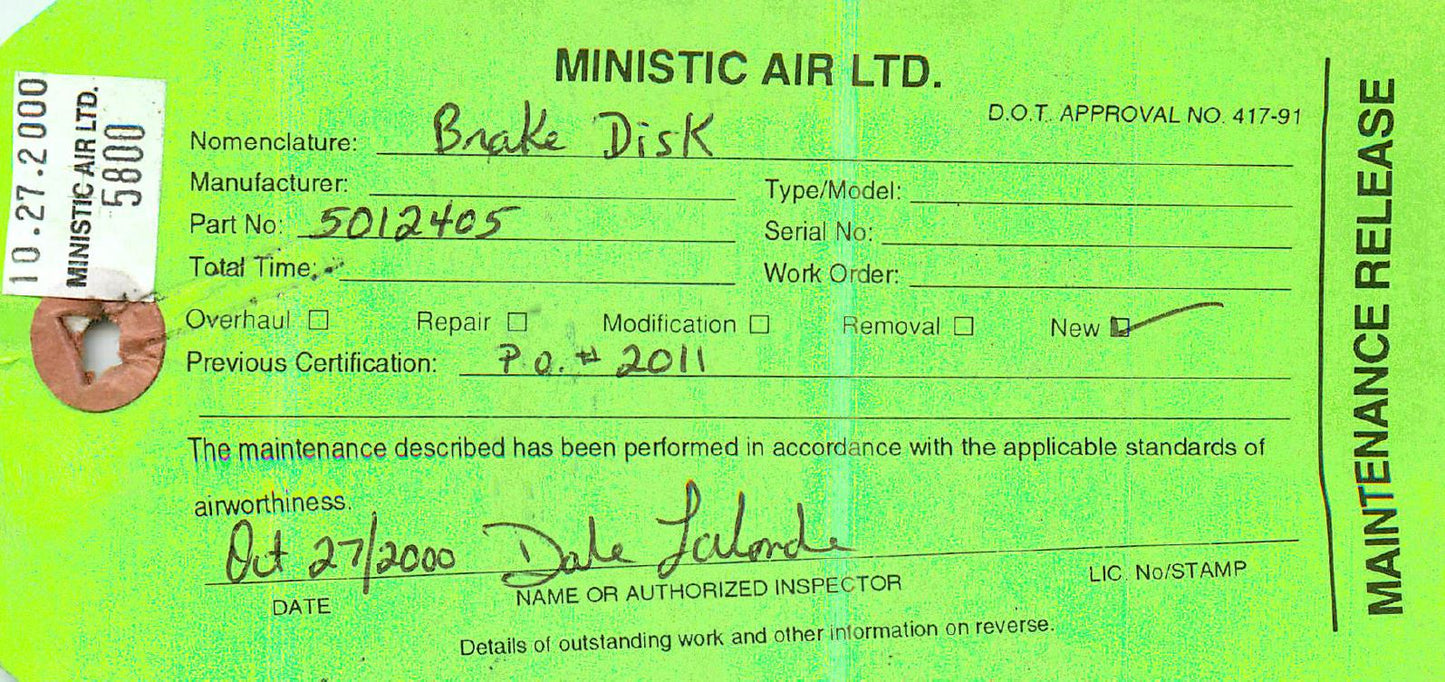 10.27.2000
MINISTIC AIR LTD.
5800
MINISTIC AIR LTD.
D.O.T. APPROVAL NO. 417-91
Nomenclature: Brake Disk
Manufacturer: Type/Model:
Part No: 5012405 Serial No:
Total Time: Work Order:
Overhaul ☐ Repair ☐ Modification ☐ Removal ☐ New ☑
Previous Certification: P.O. # 2011
The maintenance described has been performed in accordance with the applicable standards of
airworthiness.
Oct 27/2000 Dale Lalonde
DATE NAME OR AUTHORIZED INSPECTOR LIC. No/STAMP
Details of outstanding work and other information on reverse.
MAINTENANCE RELEASE